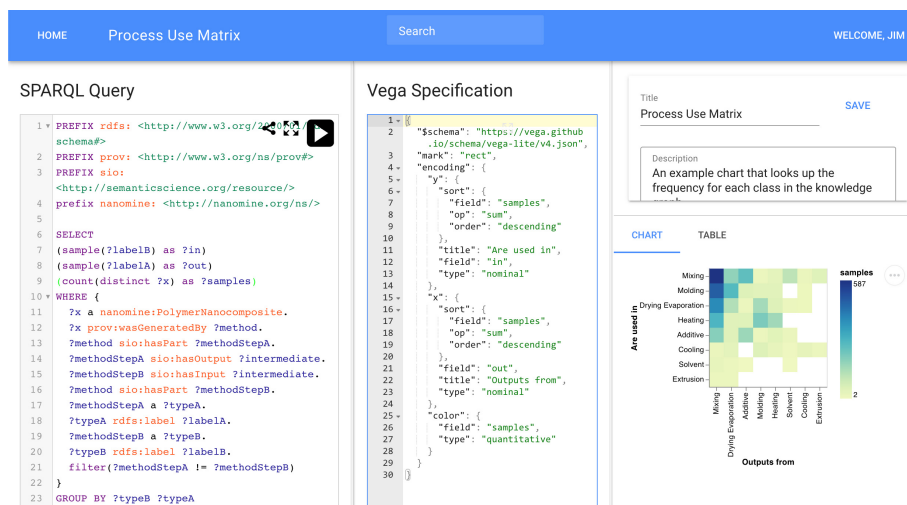 HOME
Process Use Matrix
Search
WELCOME, JIM
SPARQL Query
1 PREFIX rdfs: <http://www.w3.org/
schema#>
2 PREFIX prov: <http://www.w3.org/ns/prov#>
3 PREFIX sio:
<http://semanticscience.org/resource/>
4 prefix nanomine: <http://nanomine.org/ns/>
5
6 SELECT
7 (sample(?labelB) as ?in)
8 (sample(?labelA) as ?out)
9 (count(distinct ?x) as ?samples)
10 WHERE {
11 ?x a nanomine:PolymerNanocomposite.
12 ?x prov:wasGeneratedBy ?method.
13 ?method sio:hasPart ?methodStepA.
14 ?methodStepA sio:hasOutput ?intermediate.
15 ?methodStepB sio:hasInput ?intermediate.
16 ?method sio:hasPart ?methodStepB.
17 ?methodStepA a ?typeA.
18 ?typeA rdfs:label ?labelA.
19 ?methodStepB a ?typeB.
20 ?typeB rdfs:label ?labelB.
21 filter(?methodStepA != ?methodStepB)
22 }
23 GROUP BY ?typeB ?typeA
Vega Specification
1 {
2 "$schema": "https://vega.github
.io/schema/vega-lite/v4.json",
3 "mark": "rect",
4 "encoding": {
5 "y": {
6 "sort": {
7 "field": "samples",
8 "op": "sum",
9 "order": "descending"
10 },
11 "title": "Are used in",
12 "field": "in",
13 "type": "nominal"
14 },
15 "x": {
16 "sort": {
17 "field": "samples",
18 "op": "sum",
19 "order": "descending"
20 },
21 "field": "out",
22 "title": "Outputs from",
23 "type": "nominal"
24 },
25 "color": {
26 "field": "samples",
27 "type": "quantitative"
28 }
29 }
30 }
Title
Process Use Matrix
SAVE
Description
An example chart that looks up the
frequency for each class in the knowledge
CHART
TABLE
Are used in
Mixing
Molding
Drying Evaporation
Heating
Additive
Cooling
Solvent
Extrusion
Mixing
Drying Evaporation
Additive
Molding
Heating
Solvent
Cooling
Extrusion
Outputs from
samples
587
2